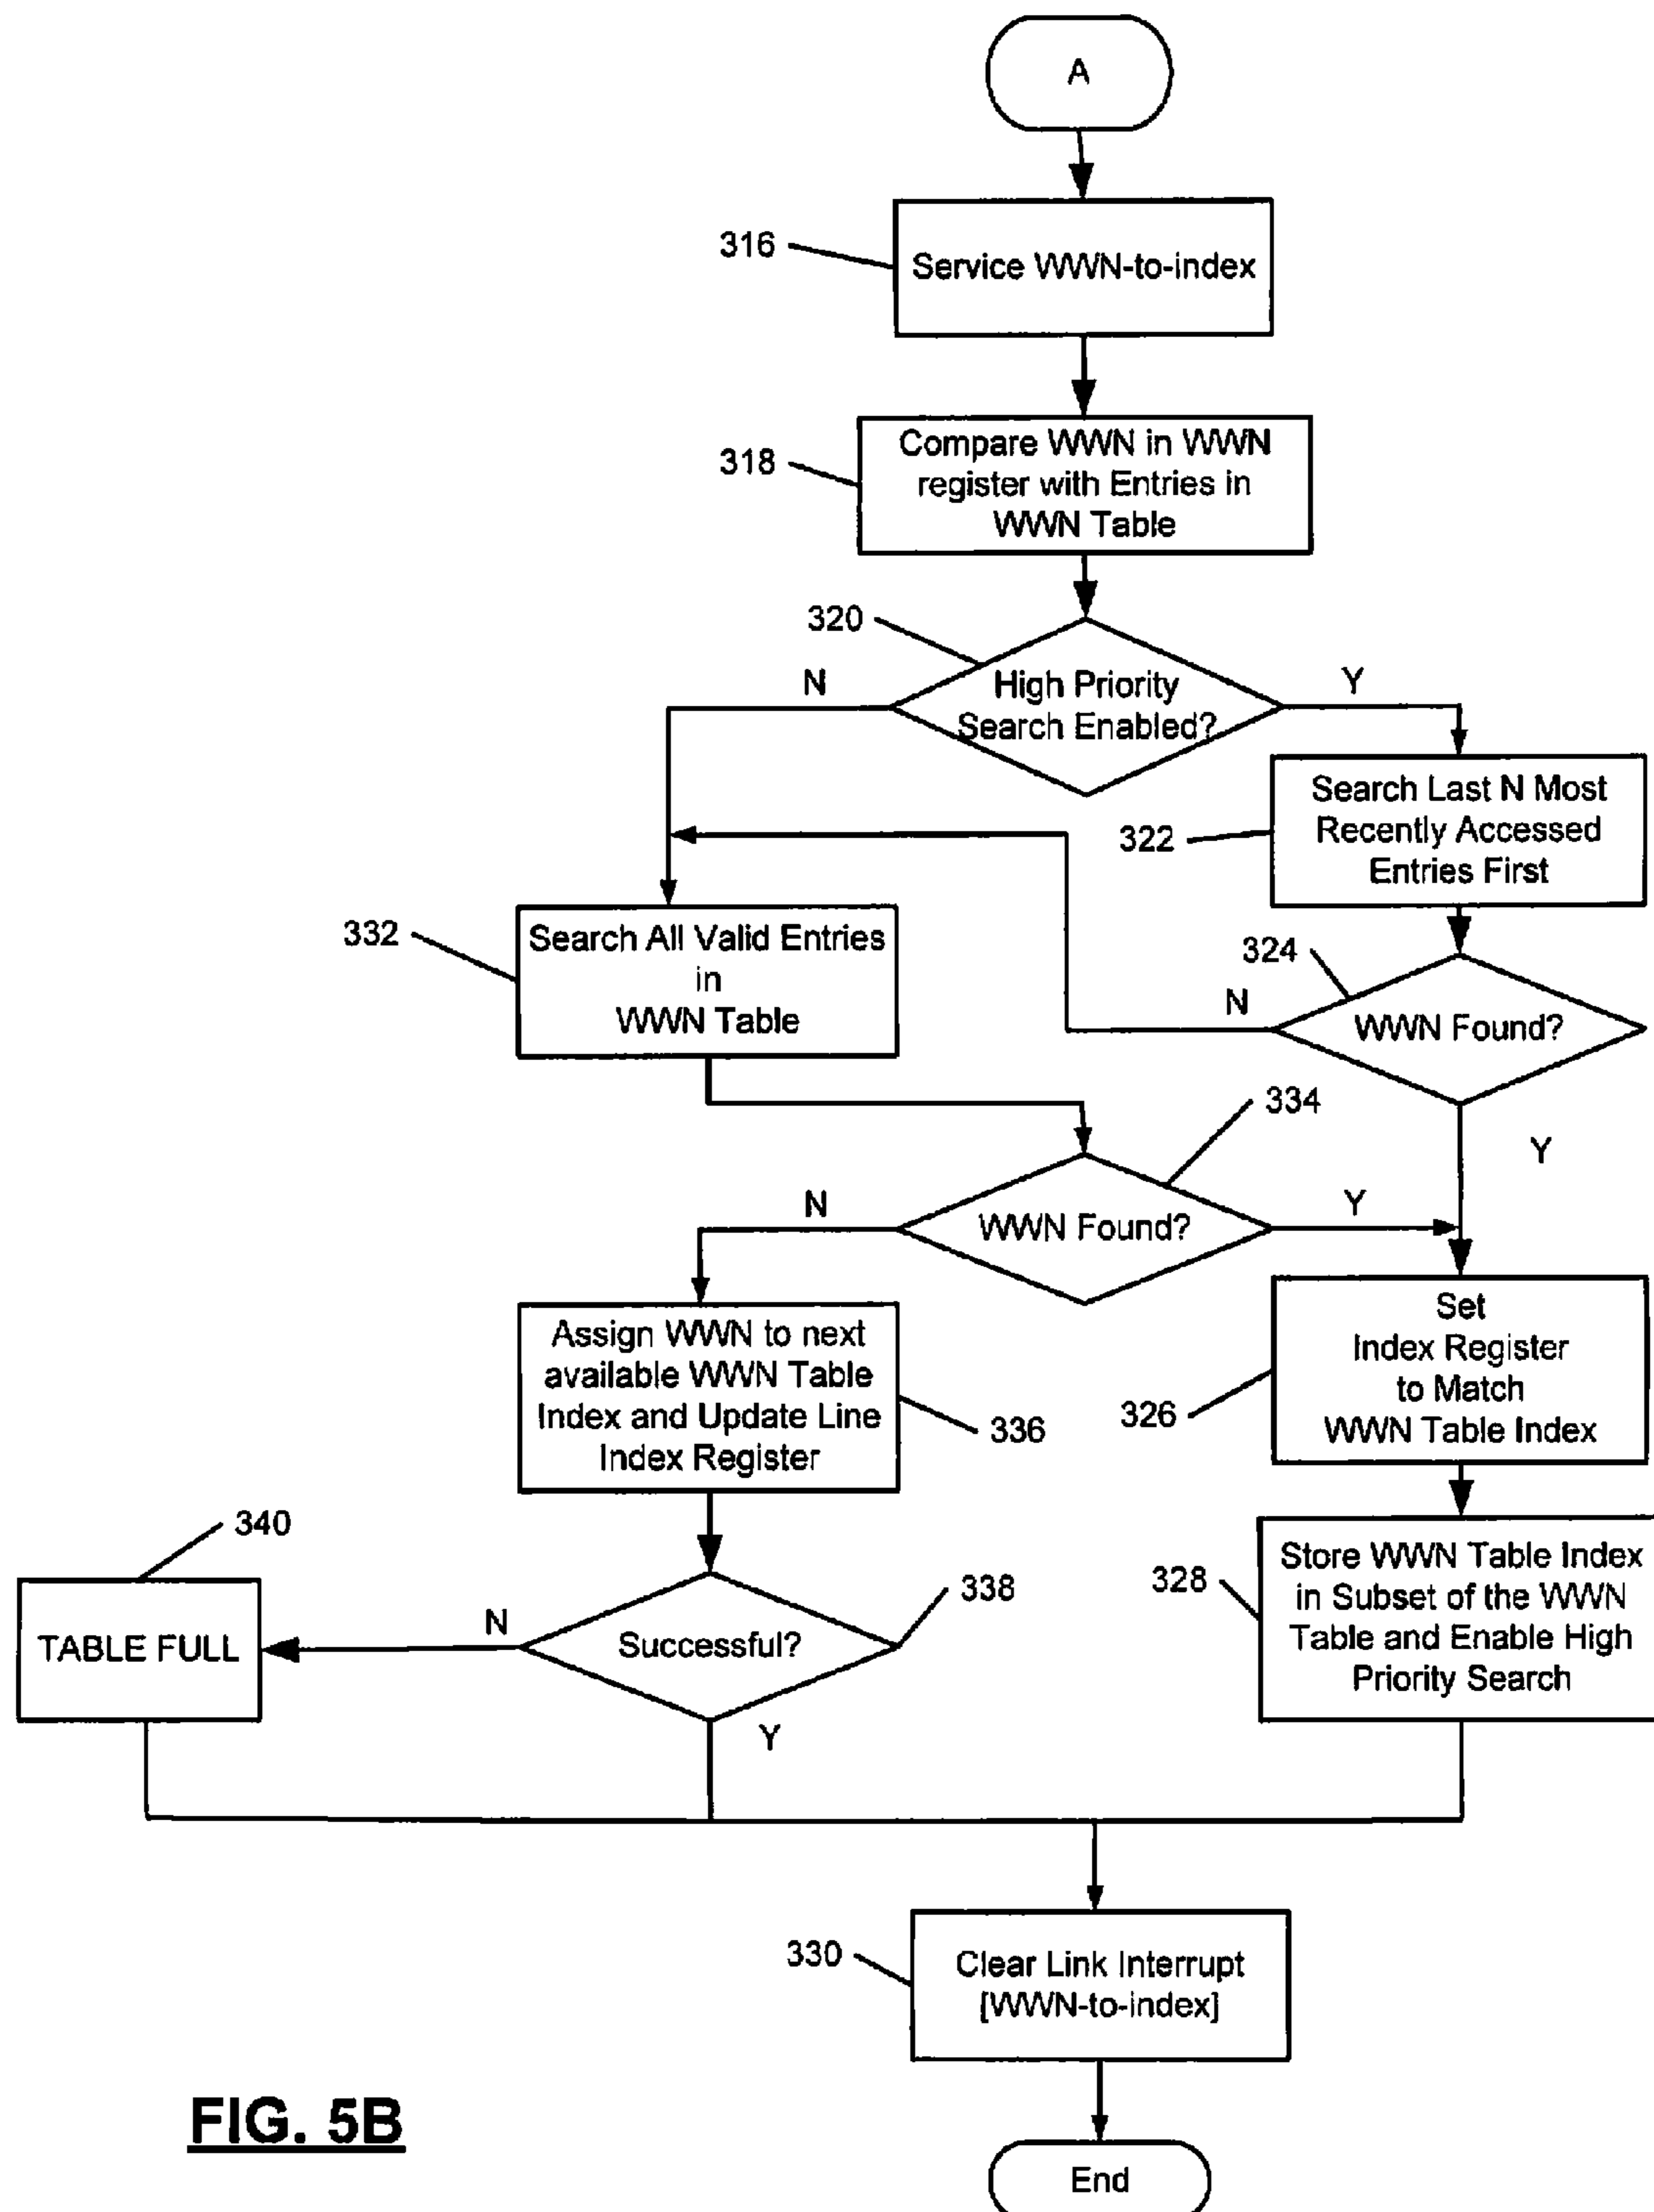 A
316
Service WWN-to-index
318
Compare WWN in WWN
register with Entries in
WWN Table
320
N
High Priority
Search Enabled?
Y
322
Search Last N Most
Recently Accessed
Entries First
332
Search All Valid Entries
in
WWN Table
324
N
WWN Found?
Y
334
N
WWN Found?
Y
Assign WWN to next
available WWN Table
Index and Update Line
Index Register
336
326
Set
Index Register
to Match
WWN Table Index
340
TABLE FULL
N
Successful?
338
Y
328
Store WWN Table Index
in Subset of the WWN
Table and Enable High
Priority Search
330
Clear Link Interrupt
[WWN-to-index]
FIG. 5B
End